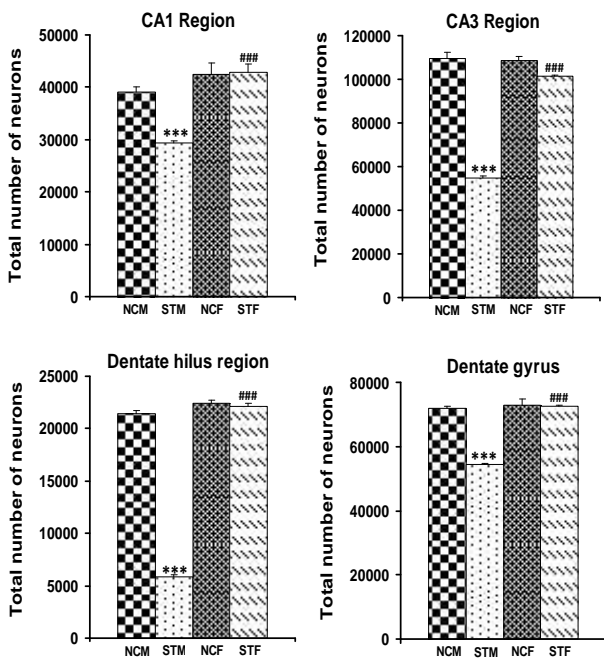 CA1 Region
Total number of neurons
50000
40000
30000
20000
10000
0
***
###
NCM STM NCF STF
CA3 Region
Total number of neurons
120000
100000
80000
60000
40000
20000
0
***
###
NCM STM NCF STF
Dentate hilus region
Total number of neurons
25000
20000
15000
10000
5000
0
***
###
NCM STM NCF STF
Dentate gyrus
Total number of neurons
80000
60000
40000
20000
0
***
###
NCM STM NCF STF